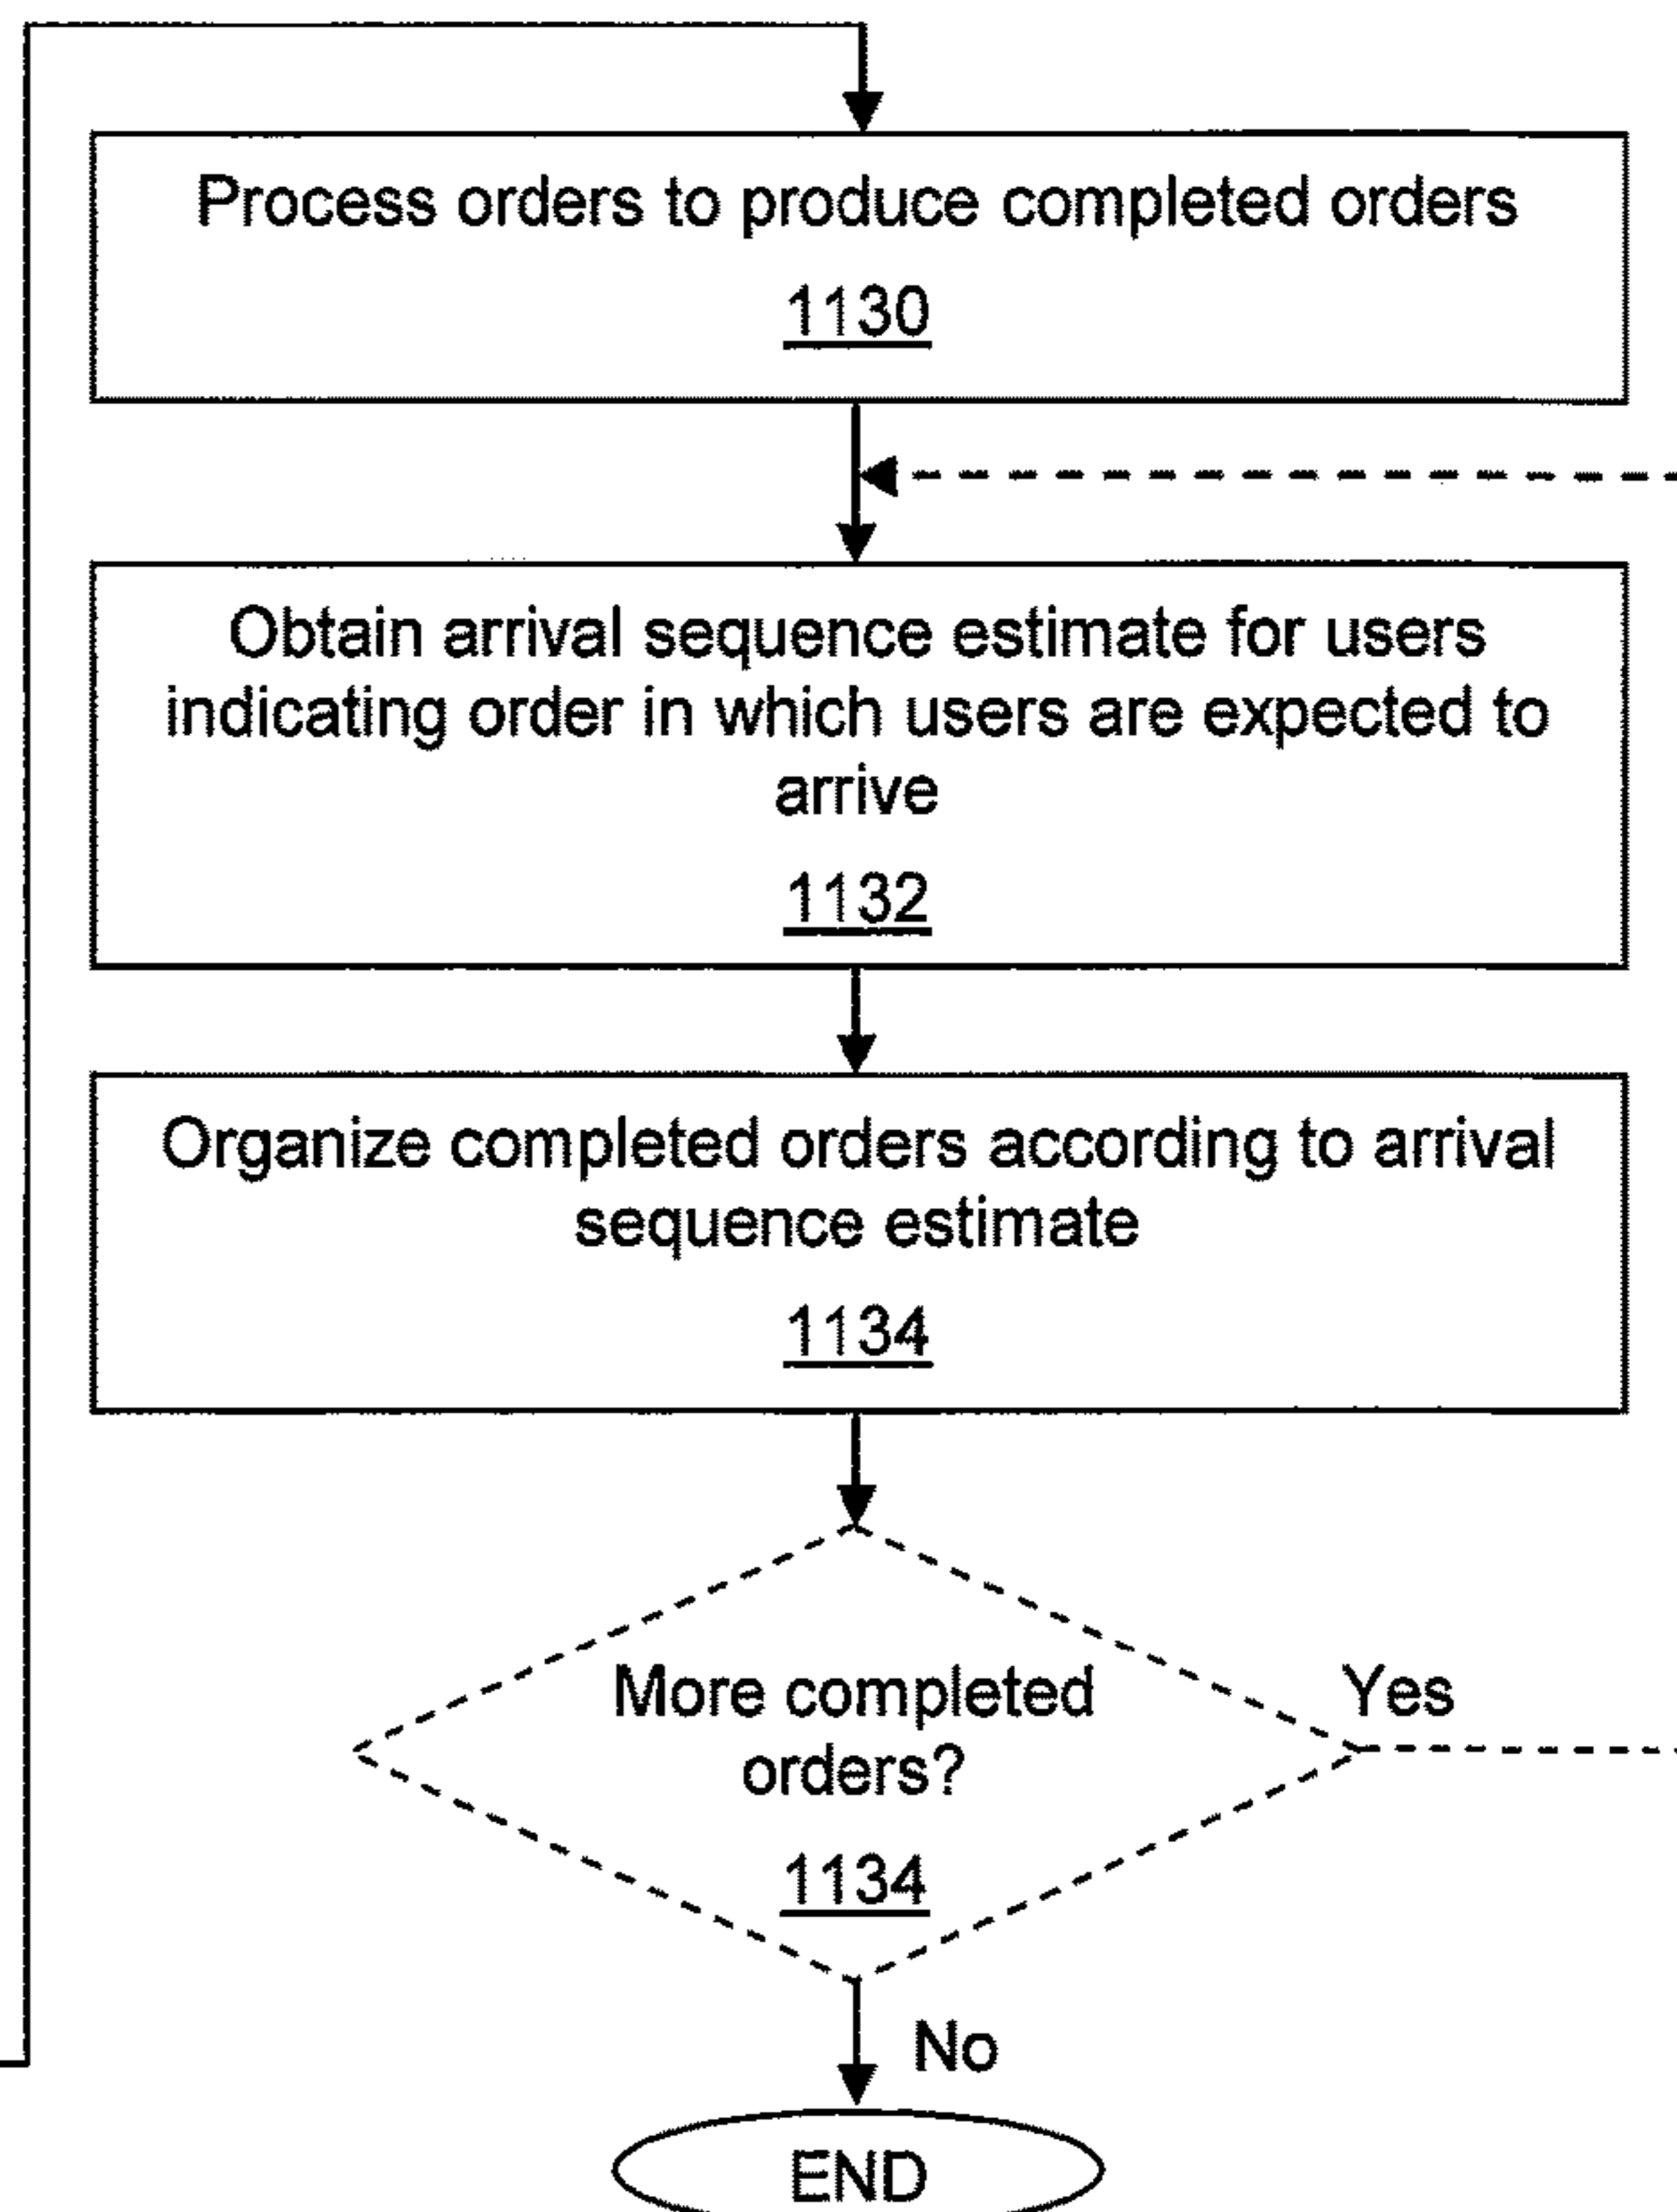 Process orders to produce completed orders
1130
Obtain arrival sequence estimate for users
indicating order in which users are expected to
arrive
1132
Organize completed orders according to arrival
sequence estimate
1134
More completed
orders?
1134
Yes
No
END